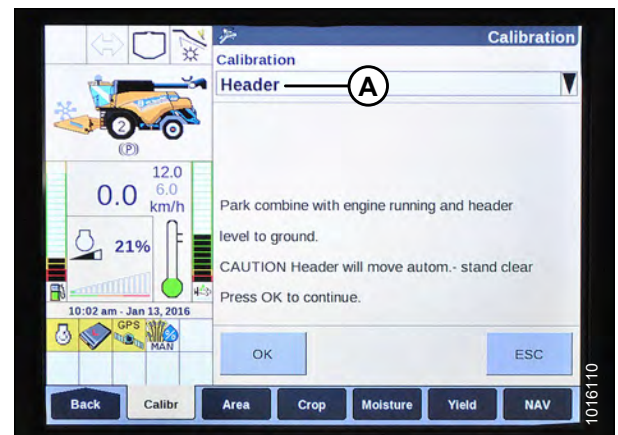 Calibration
Calibration
Header
A
2
(P)
12.0
0.0
6.0
km/h
21%
Park combine with engine running and header
level to ground.
CAUTION Header will move autom.- stand clear
Press OK to continue.
10:02 am - Jan 13, 2016
GPS
MAN
OK
ESC
Back
Calibr
Area
Crop
Moisture
Yield
NAV
1016110